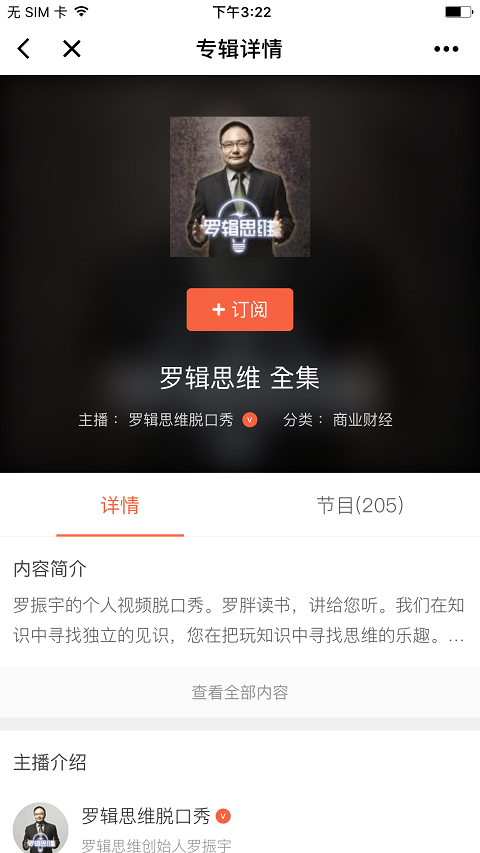 无 SIM 卡 下午3:22
专辑详情
罗辑思维
+ 订阅
罗辑思维 全集
主播： 罗辑思维脱口秀 v 分类： 商业财经
详情 节目(205)
内容简介
罗振宇的个人视频脱口秀。罗胖读书，讲给您听。我们在知
识中寻找独立的见识，您在把玩知识中寻找思维的乐趣。...
查看全部内容
主播介绍
罗辑思维脱口秀 v
罗辑思维
罗辑思维创始人罗振宇